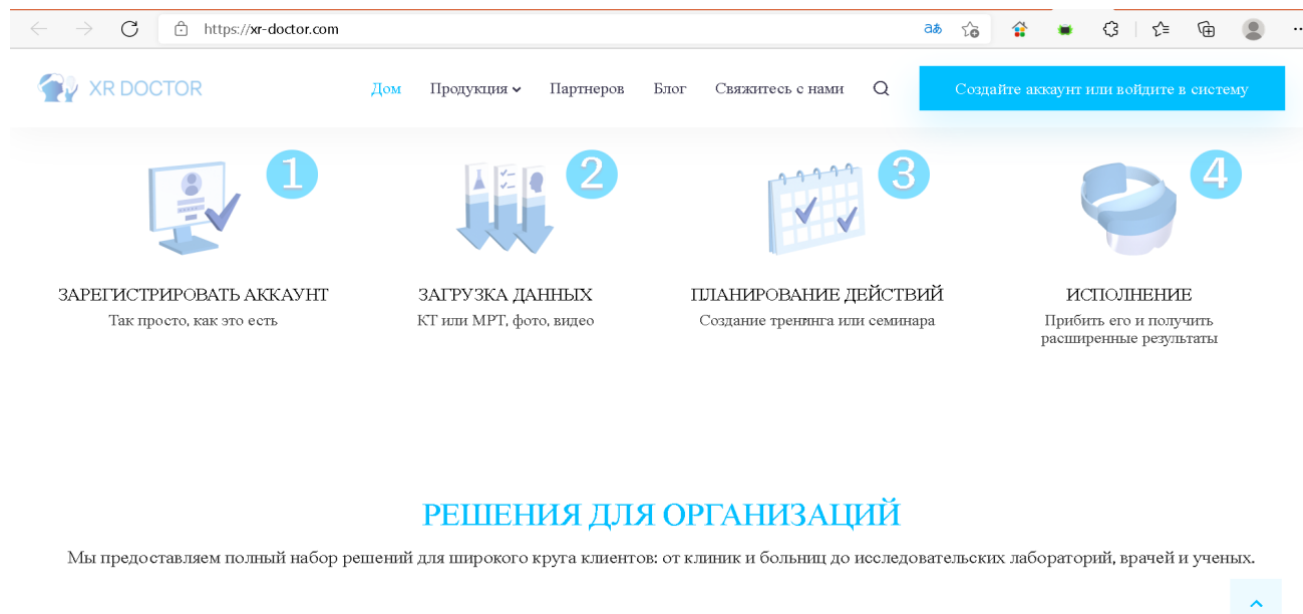 https://xr-doctor.com
XR DOCTOR
Дом Продукция Партнеров Блог Свяжитесь с нами Создайте аккаунт или войдите в систему
1 2 3 4
ЗАРЕГИСТРИРОВАТЬ АККАУНТ ЗАГРУЗКА ДАННЫХ ПЛАНИРОВАНИЕ ДЕЙСТВИЙ ИСПОЛНЕНИЕ
Так просто, как это есть КТ или МРТ, фото, видео Создание тренинга или семинара Прибить его и получить
расширенные результаты
РЕШЕНИЯ ДЛЯ ОРГАНИЗАЦИЙ
Мы предоставляем полный набор решений для широкого круга клиентов: от клиник и больниц до исследовательских лабораторий, врачей и ученых.